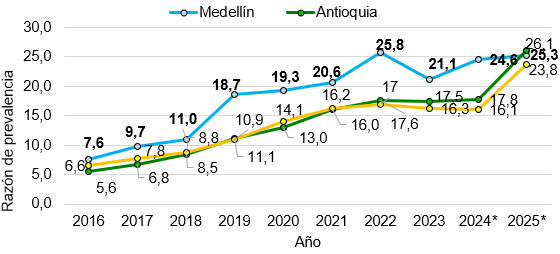 Medellín Antioquia
Razón de prevalencia
30,0
25,0
20,0
15,0
10,0
5,0
0,0
7,6 9,7 11,0 18,7 19,3 20,6 25,8 21,1 24,6 25,3
6,6 7,8 8,8 10,9 14,1 16,2 17 16,3 16,1 23,8
5,6 6,8 8,5 11,1 13,0 16,0 17,6 17,5 17,8 26,1
2016 2017 2018 2019 2020 2021 2022 2023 2024* 2025*
Año